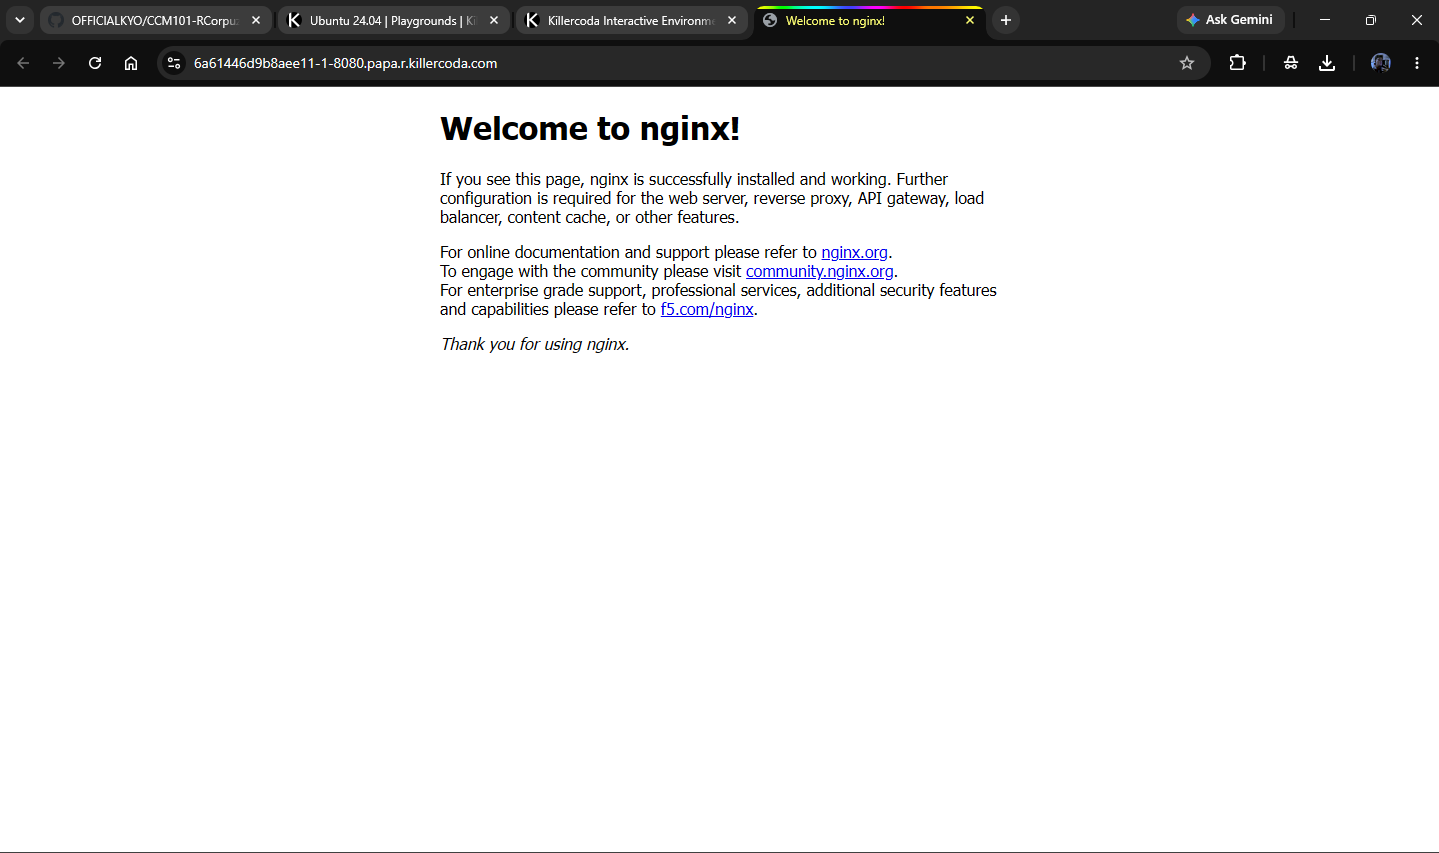 OFFICIALKYO/CCM101-RCorpu
Ubuntu 24.04 | Playgrounds | Ki
Killercoda Interactive Environme
Welcome to nginx!
Ask Gemini
6a61446d9b8aee11-1-8080.papa.r.killercoda.com
Welcome to nginx!
If you see this page, nginx is successfully installed and working. Further
configuration is required for the web server, reverse proxy, API gateway, load
balancer, content cache, or other features.
For online documentation and support please refer to nginx.org.
To engage with the community please visit community.nginx.org.
For enterprise grade support, professional services, additional security features
and capabilities please refer to f5.com/nginx.
Thank you for using nginx.